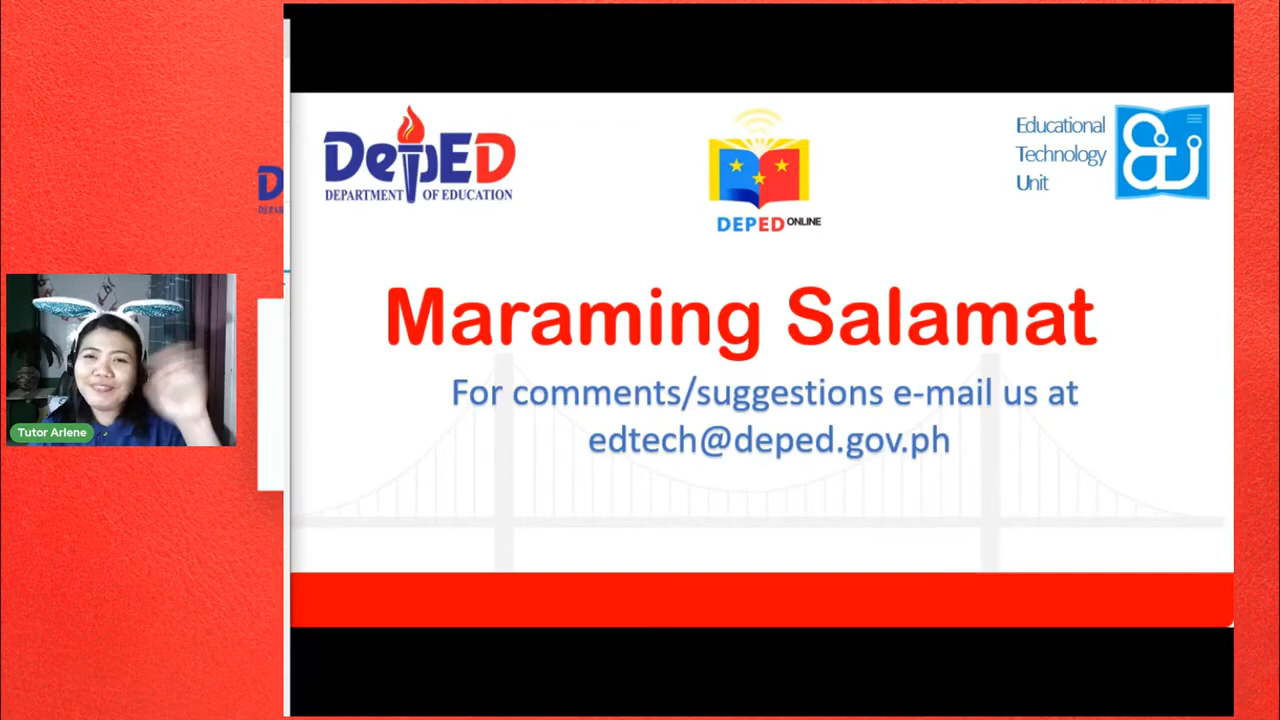 DepED
DEPARTMENT OF EDUCATION
DEPED ONLINE
Educational
Technology
Unit
Maraming Salamat
For comments/suggestions e-mail us at
edtech@deped.gov.ph
Tutor Arlene